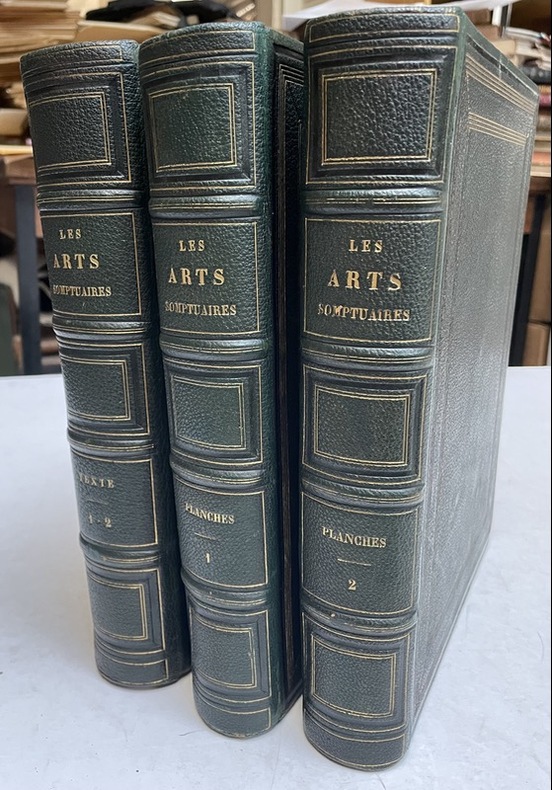 LES
ARTS
SOMPTUAIRES
TEXTE
1-2
LES
ARTS
SOMPTUAIRES
PLANCHES
1
LES
ARTS
SOMPTUAIRES
PLANCHES
2